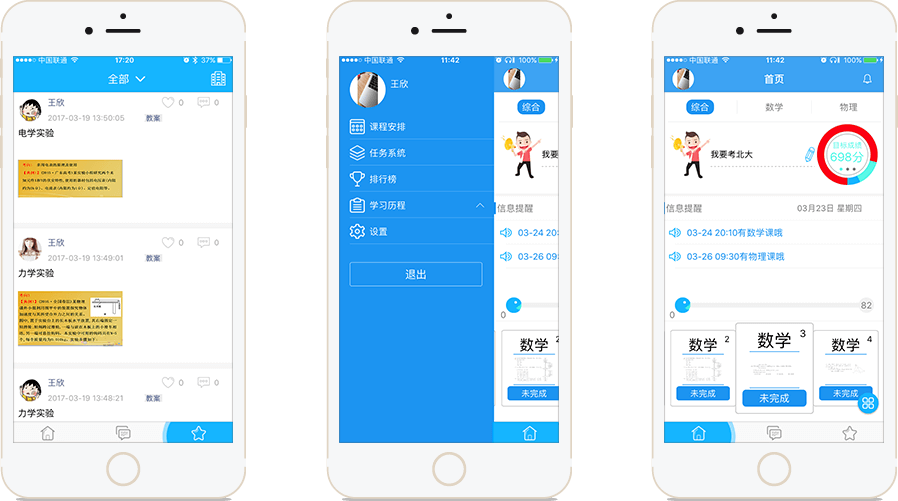 中国联通
17:20
37%
全部
王欣
0
0
2017-03-19 13:50:05
教案
电学实验
王欣
0
0
2017-03-19 13:49:01
教案
力学实验
王欣
0
0
2017-03-19 13:48:21
教案
力学实验
中国联通
11:42
100%
王欣
课程安排
任务系统
排行榜
学习历程
设置
退出
综合
我要
信息提醒
03-24 20:
03-26 09:
0
2
数学
未完成
中国联通
11:42
100%
首页
综合
数学
物理
我要考北大
目标成绩
698分
信息提醒
03月23日 星期四
03-24 20:10有数学课哦
03-26 09:30有物理课哦
0
82
数学
2
未完成
数学
3
未完成
数学
4
未完成